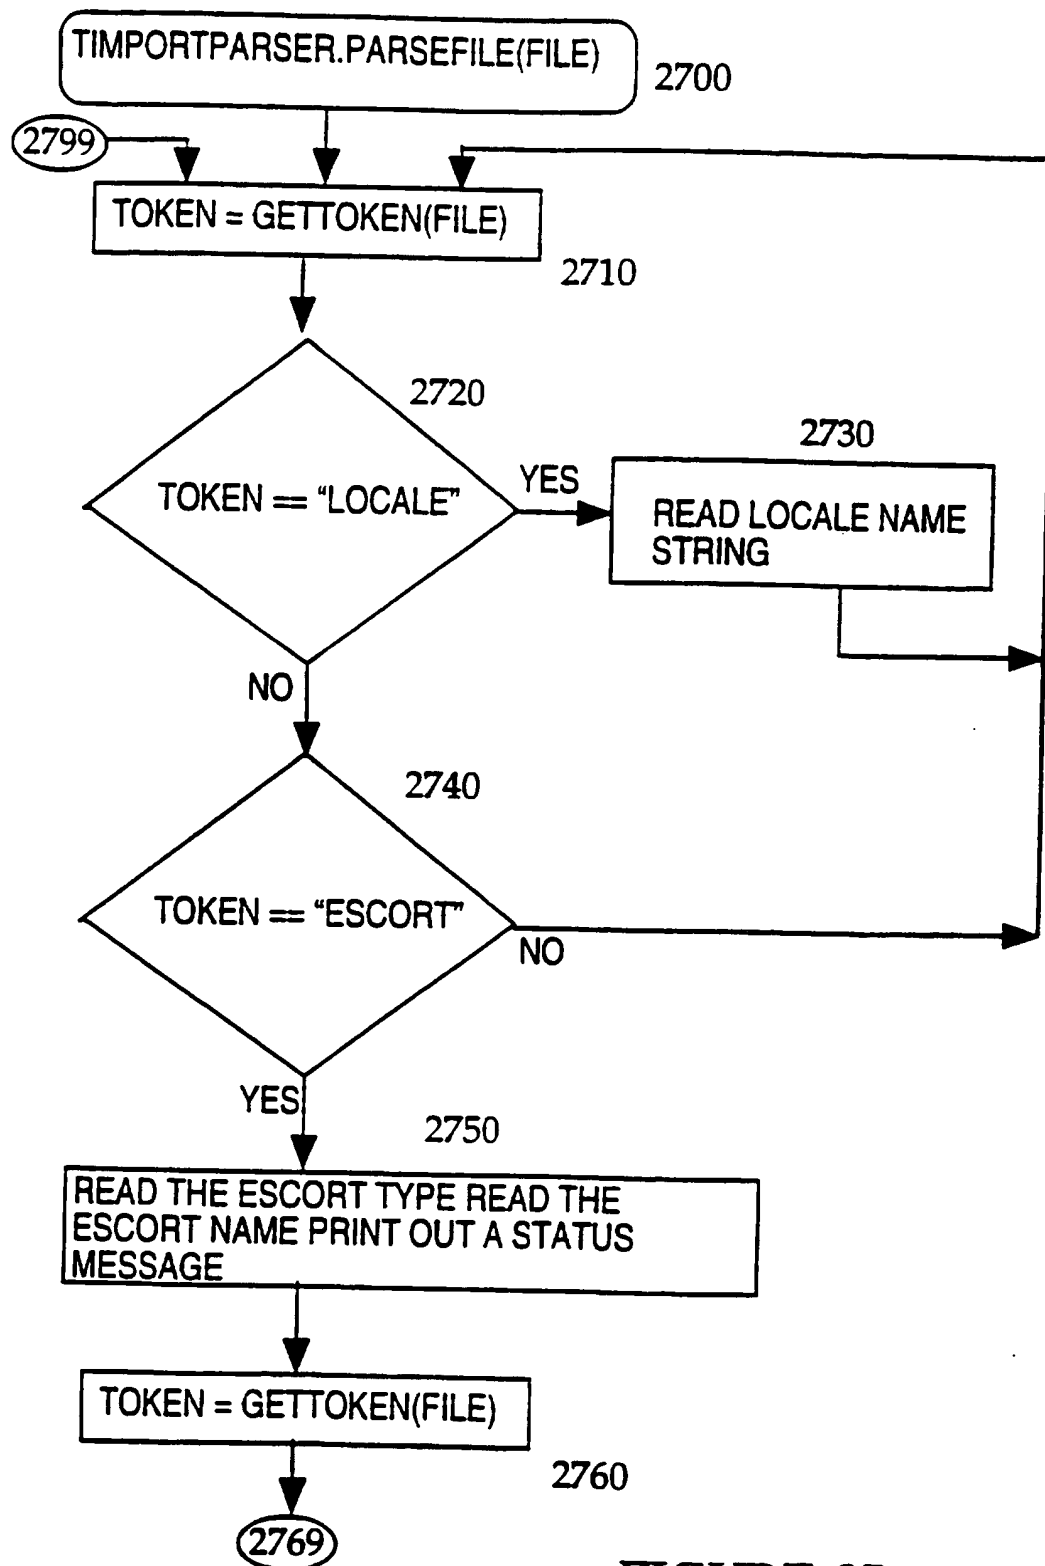 TIMPORTPARSER.PARSEFILE(FILE)
2700
2799
TOKEN = GETTOKEN(FILE)
2710
2720
TOKEN == “LOCALE”
YES
2730
READ LOCALE NAME
STRING
NO
2740
TOKEN == “ESCORT”
NO
YES
2750
READ THE ESCORT TYPE READ THE
ESCORT NAME PRINT OUT A STATUS
MESSAGE
TOKEN = GETTOKEN(FILE)
2760
2769